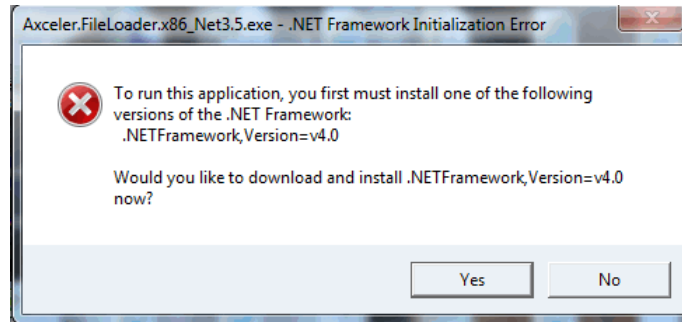 Axceler.FileLoader.x86_Net3.5.exe - .NET Framework Initialization Error
To run this application, you first must install one of the following
versions of the .NET Framework:
.NETFramework,Version=v4.0
Would you like to download and install .NETFramework,Version=v4.0
now?
Yes No